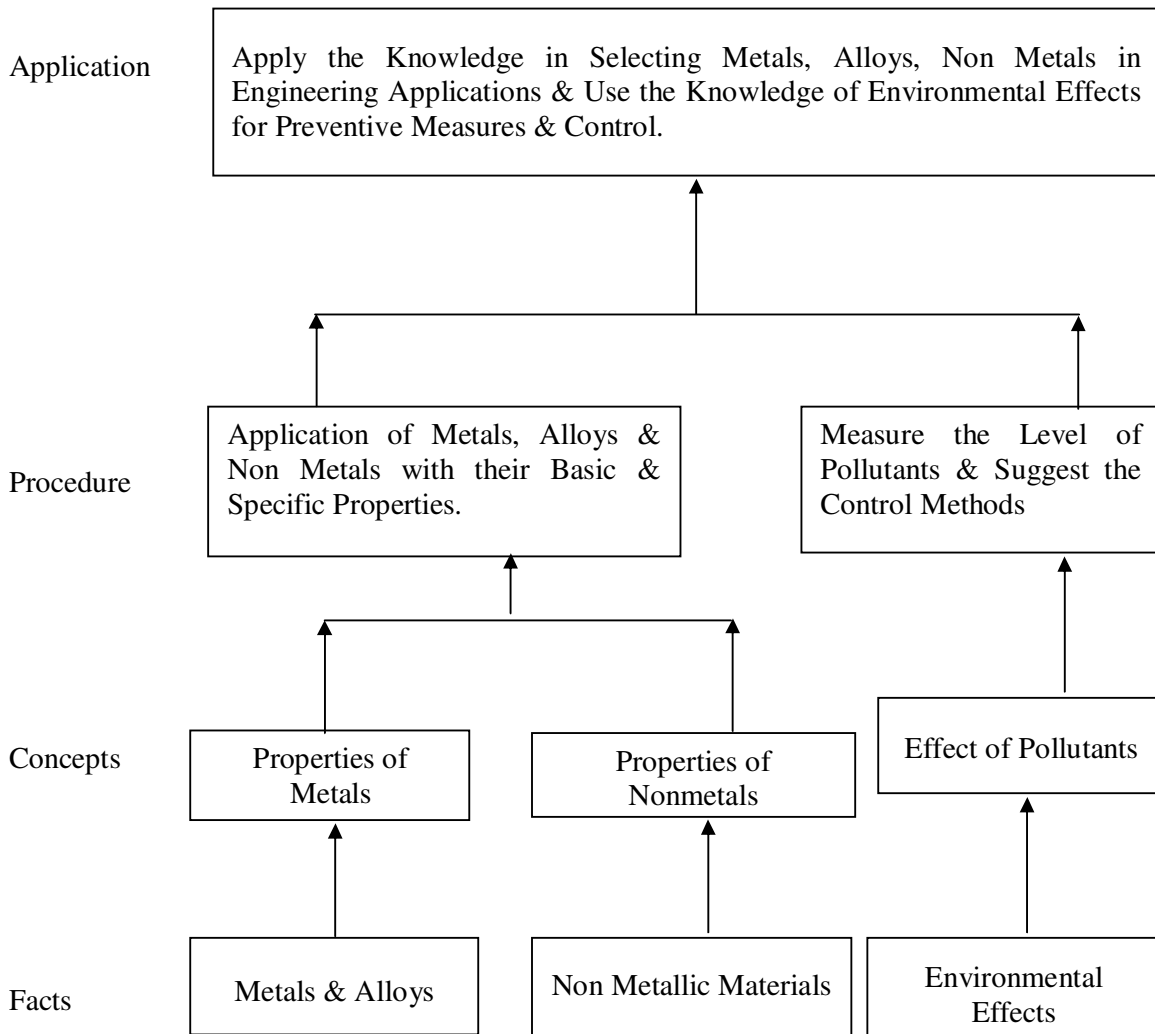 Application
Apply the Knowledge in Selecting Metals, Alloys, Non Metals in
Engineering Applications & Use the Knowledge of Environmental Effects
for Preventive Measures & Control.
Procedure
Application of Metals, Alloys &
Non Metals with their Basic &
Specific Properties.
Measure the Level of
Pollutants & Suggest the
Control Methods
Concepts
Properties of
Metals
Properties of
Nonmetals
Effect of Pollutants
Facts
Metals & Alloys
Non Metallic Materials
Environmental
Effects